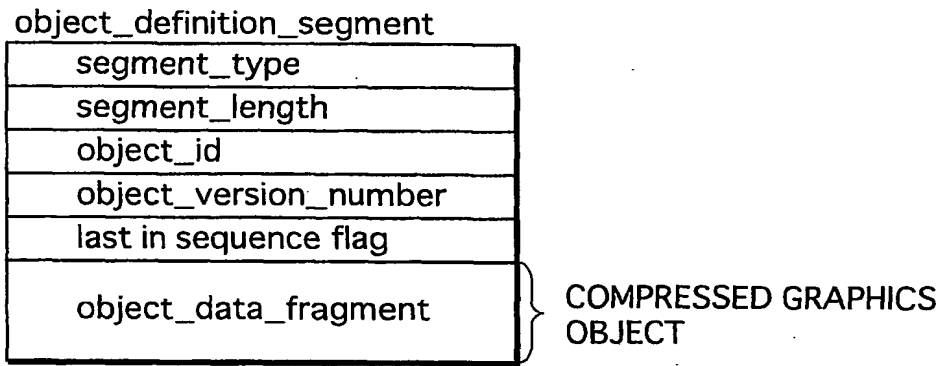 object_definition_segment
segment_type
segment_length
object_id
object_version_number
last in sequence flag
object_data_fragment
COMPRESSED GRAPHICS
OBJECT